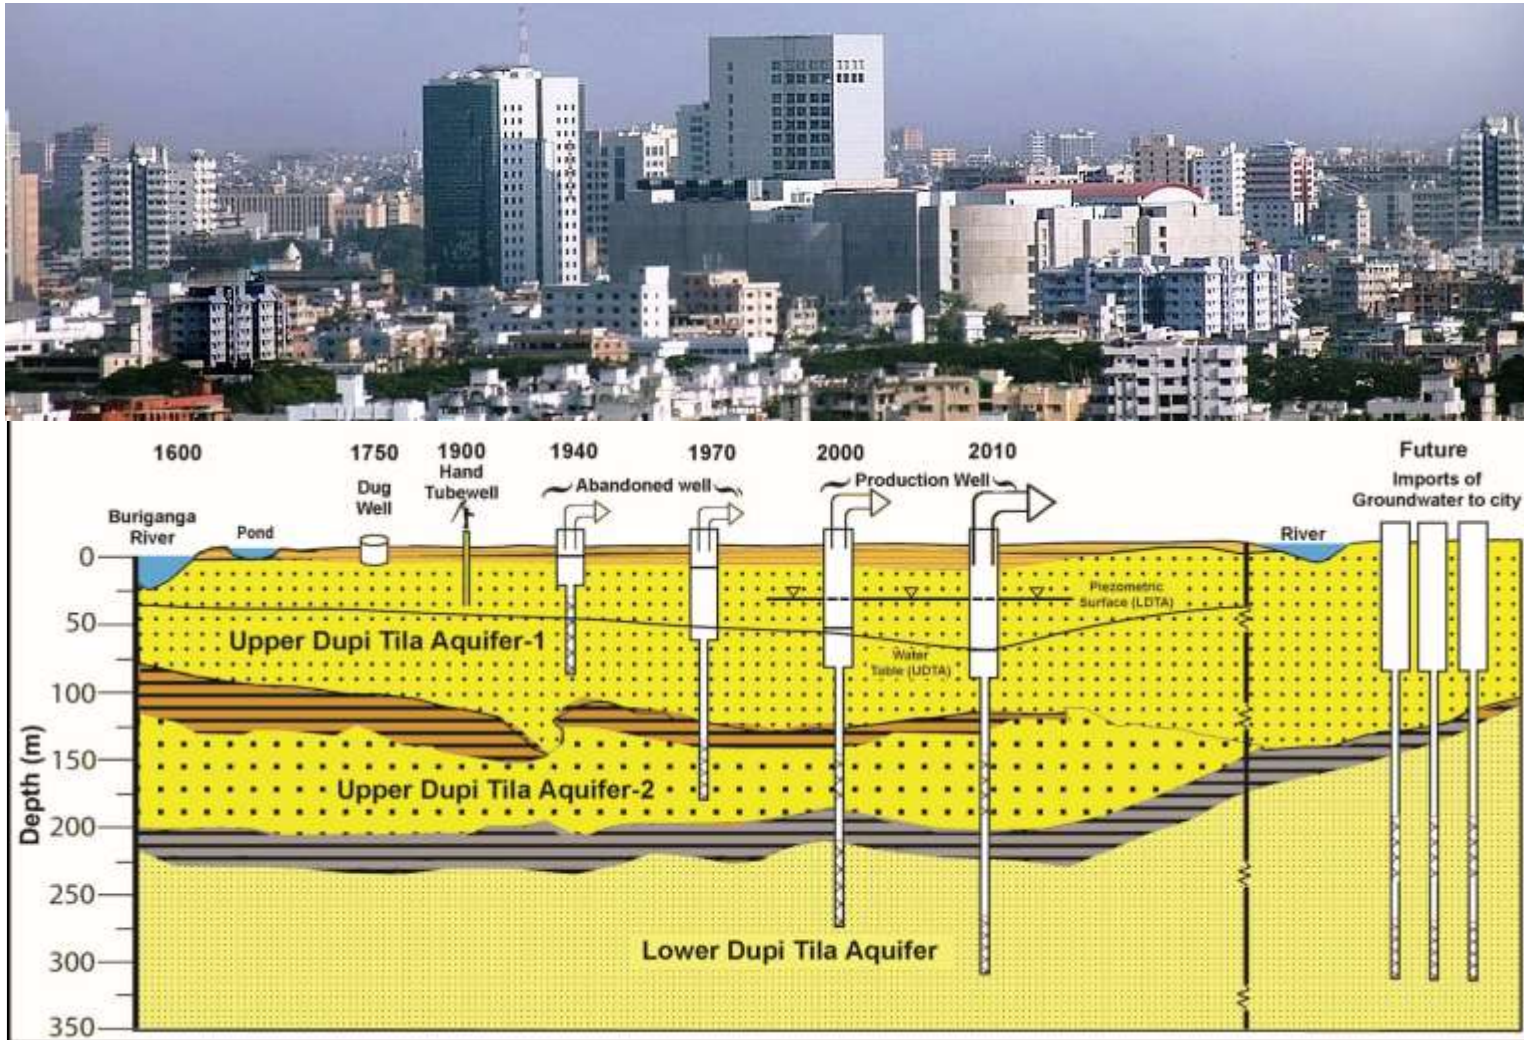 1600
1750
1900
1940
1970
2000
2010
Future
Buriganga
River
Pond
Dug
Well
Hand
Tubewell
Abandoned well
Production Well
River
Imports of
Groundwater to city
Depth (m)
0
50
100
150
200
250
300
350
Piezometric
Surface (LDTA)
Upper Dupi Tila Aquifer-1
Water
Table (UDTA)
Upper Dupi Tila Aquifer-2
Lower Dupi Tila Aquifer